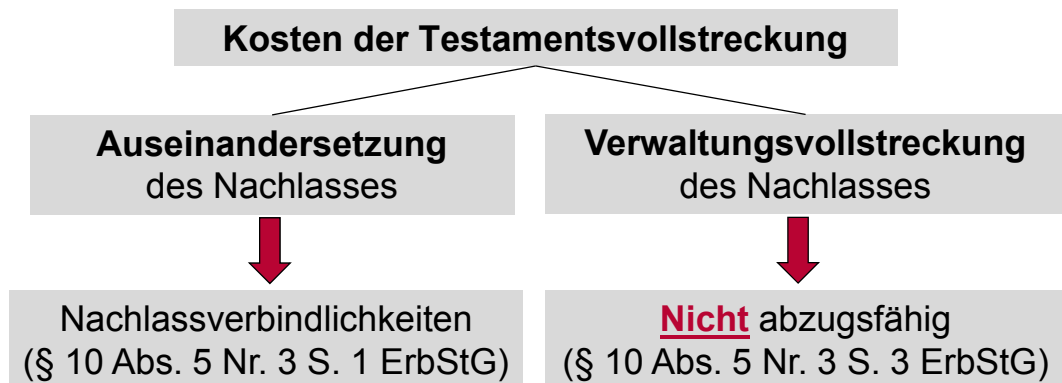 Kosten der Testamentsvollstreckung
Auseinandersetzung
des Nachlasses
Verwaltungsvollstreckung
des Nachlasses
Nachlassverbindlichkeiten
(§ 10 Abs. 5 Nr. 3 S. 1 ErbStG)
Nicht abzugsfähig
(§ 10 Abs. 5 Nr. 3 S. 3 ErbStG)